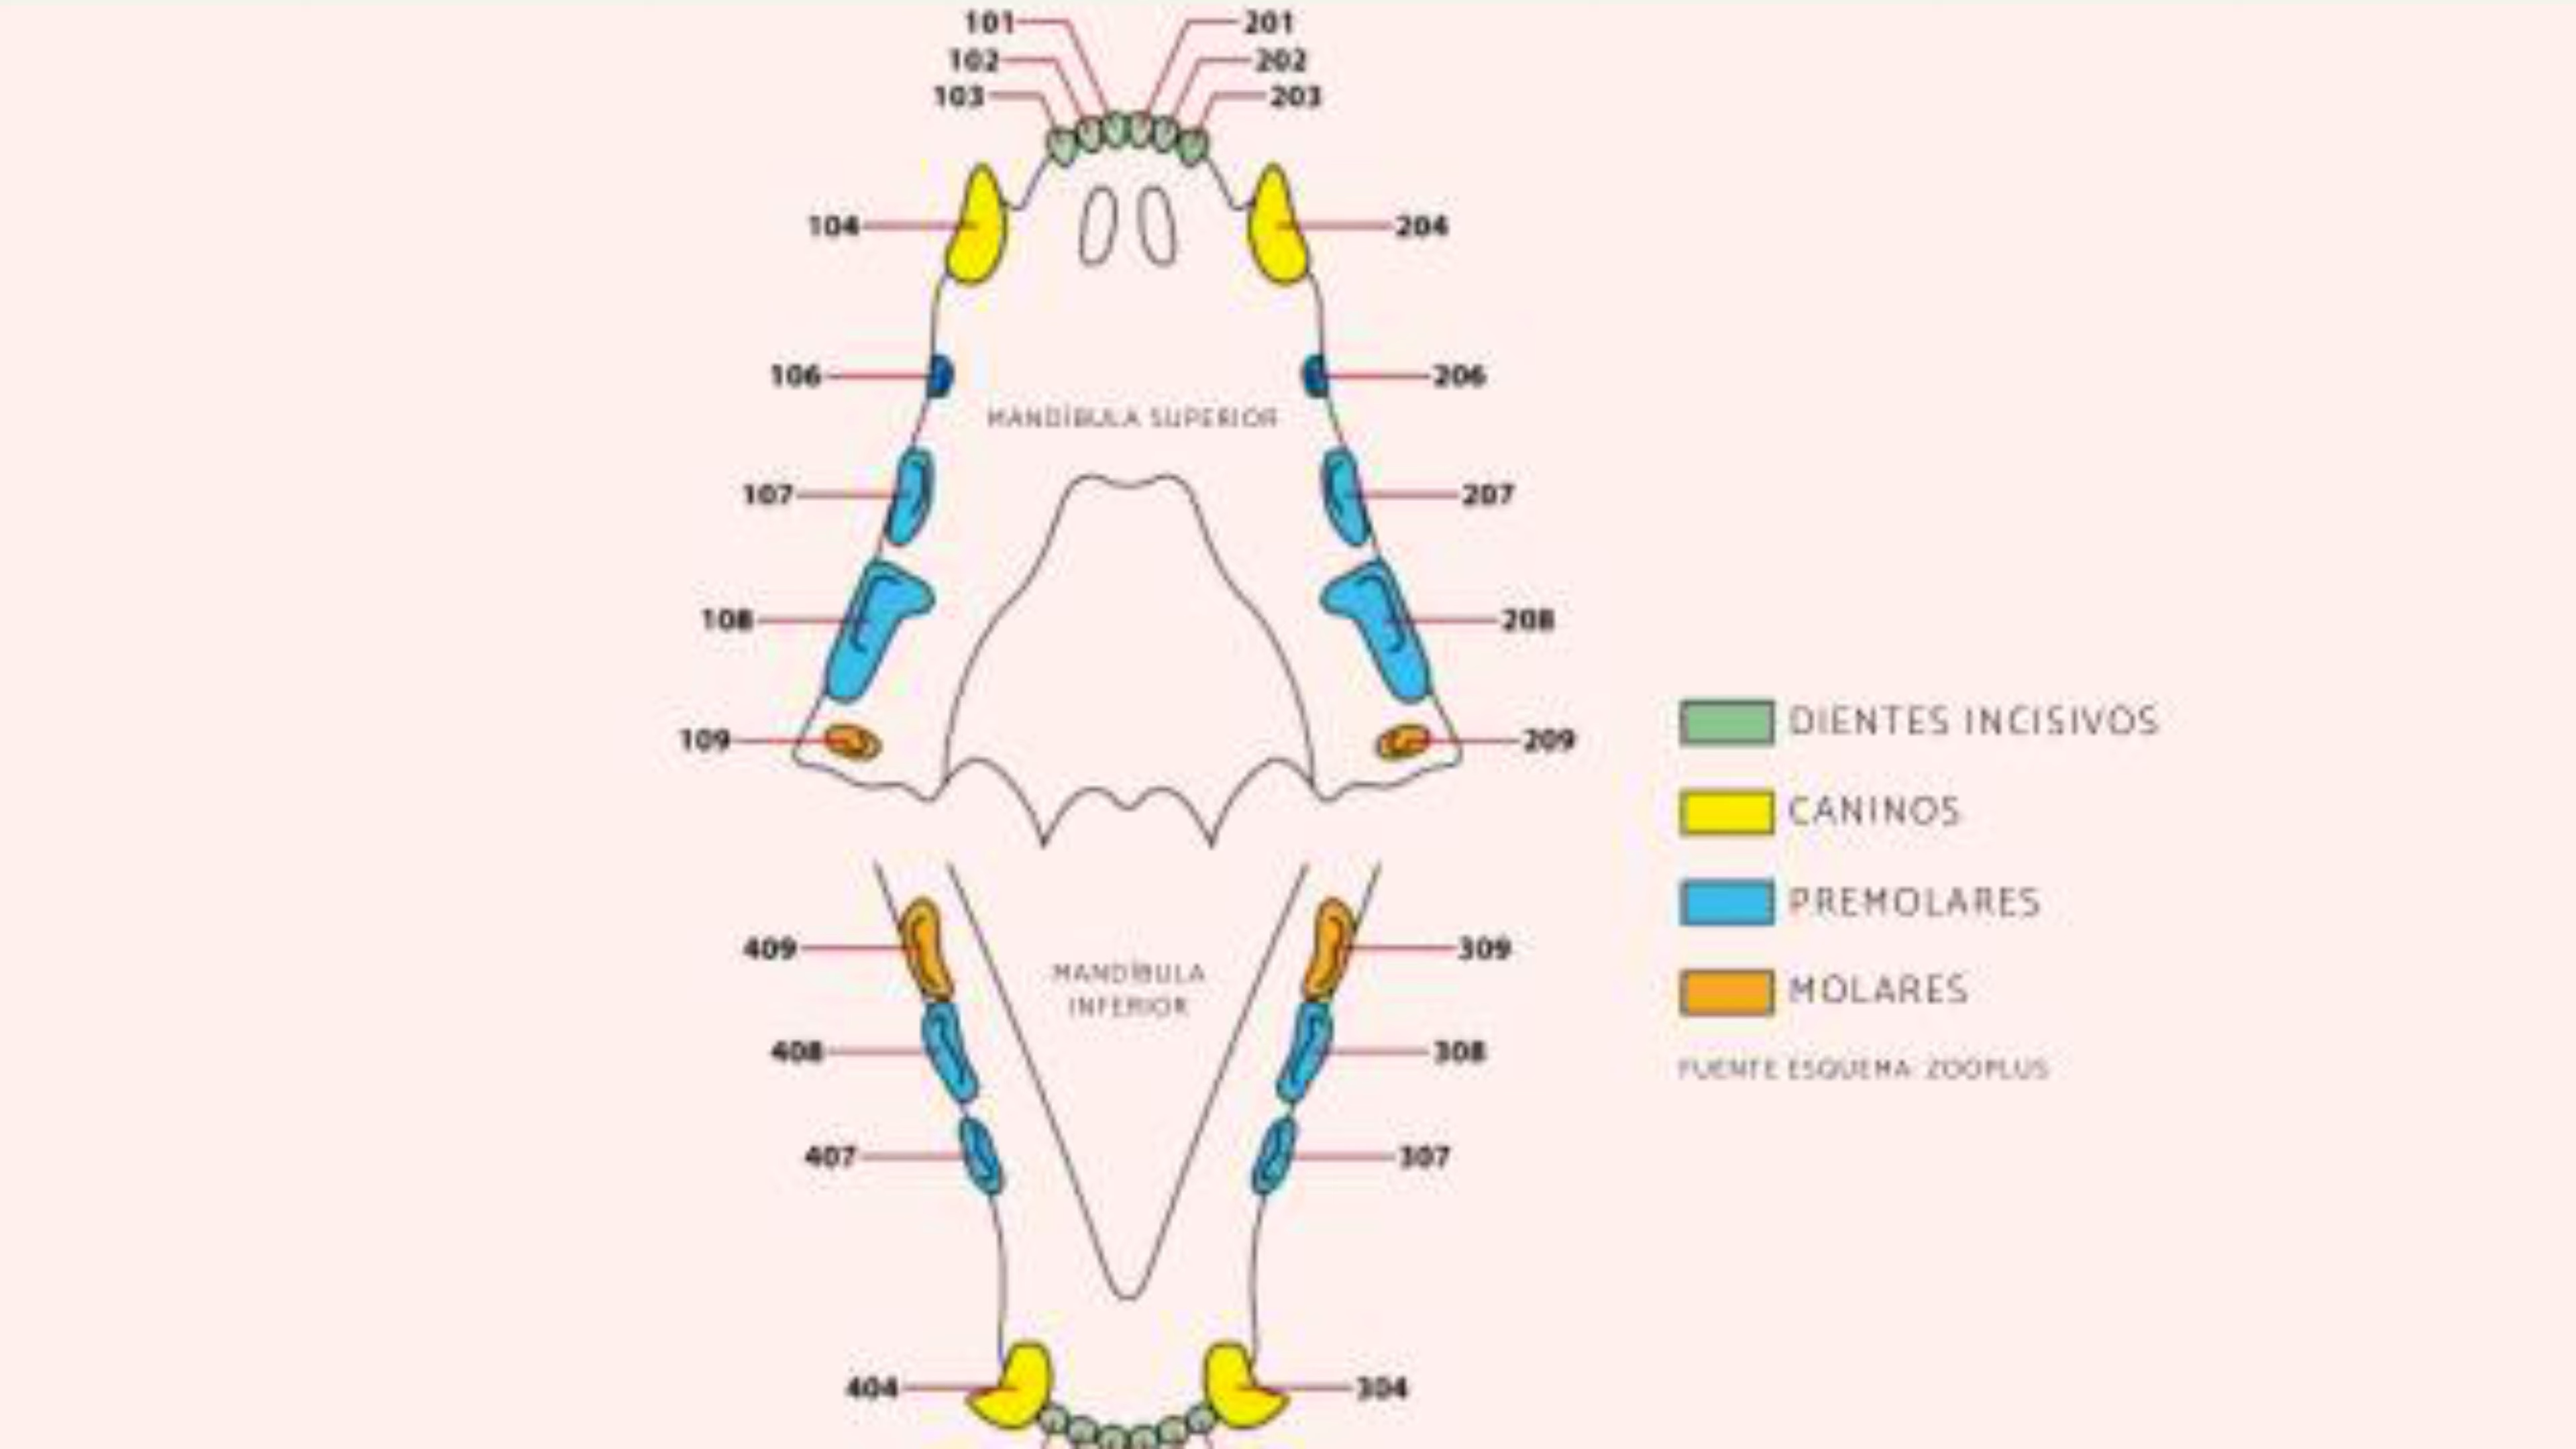 101 201
102 202
103 203
104 204
106 206
MANDÍBULA SUPERIOR
107 207
108 208
109 209
DIENTES INCISIVOS
CANINOS
PREMOLARES
MOLARES
FUENTE ESQUEMA: ZOOPLUS
409 309
MANDÍBULA
INFERIOR
408 308
407 307
404 304